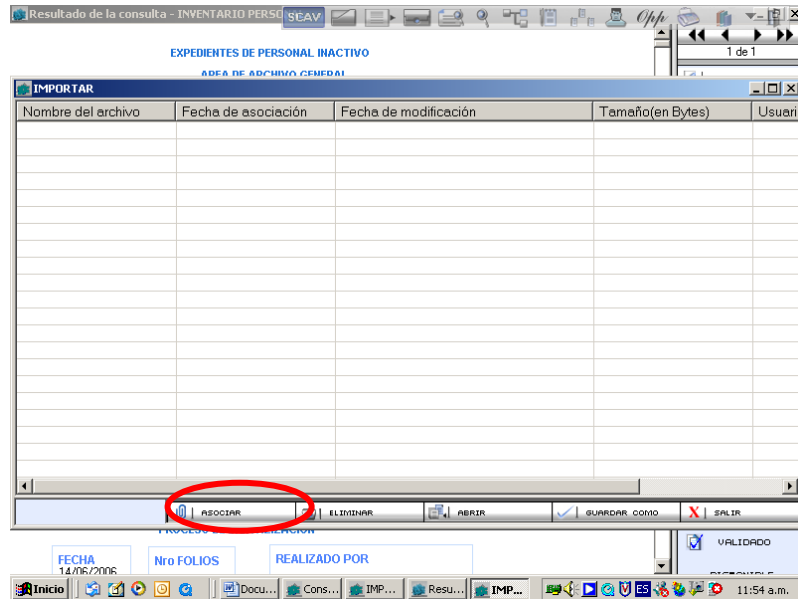 Resultado de la consulta - INVENTARIO PERSO
SCAV
Opp
EXPEDIENTES DE PERSONAL INACTIVO
AREA DE ARCHIVO GENERAL
1 de 1
IMPORTAR
Nombre del archivo Fecha de asociación Fecha de modificación Tamaño(en Bytes) Usuari
ASOCIAR ELIMINAR ABRIR GUARDAR COMO X SALIR
VALIDADO
FECHA Nro FOLIOS REALIZADO POR
14/06/2006
DISPONIBLE
Inicio Docu... Cons... IMP... Resu... IMP... ES 11:54 a.m.